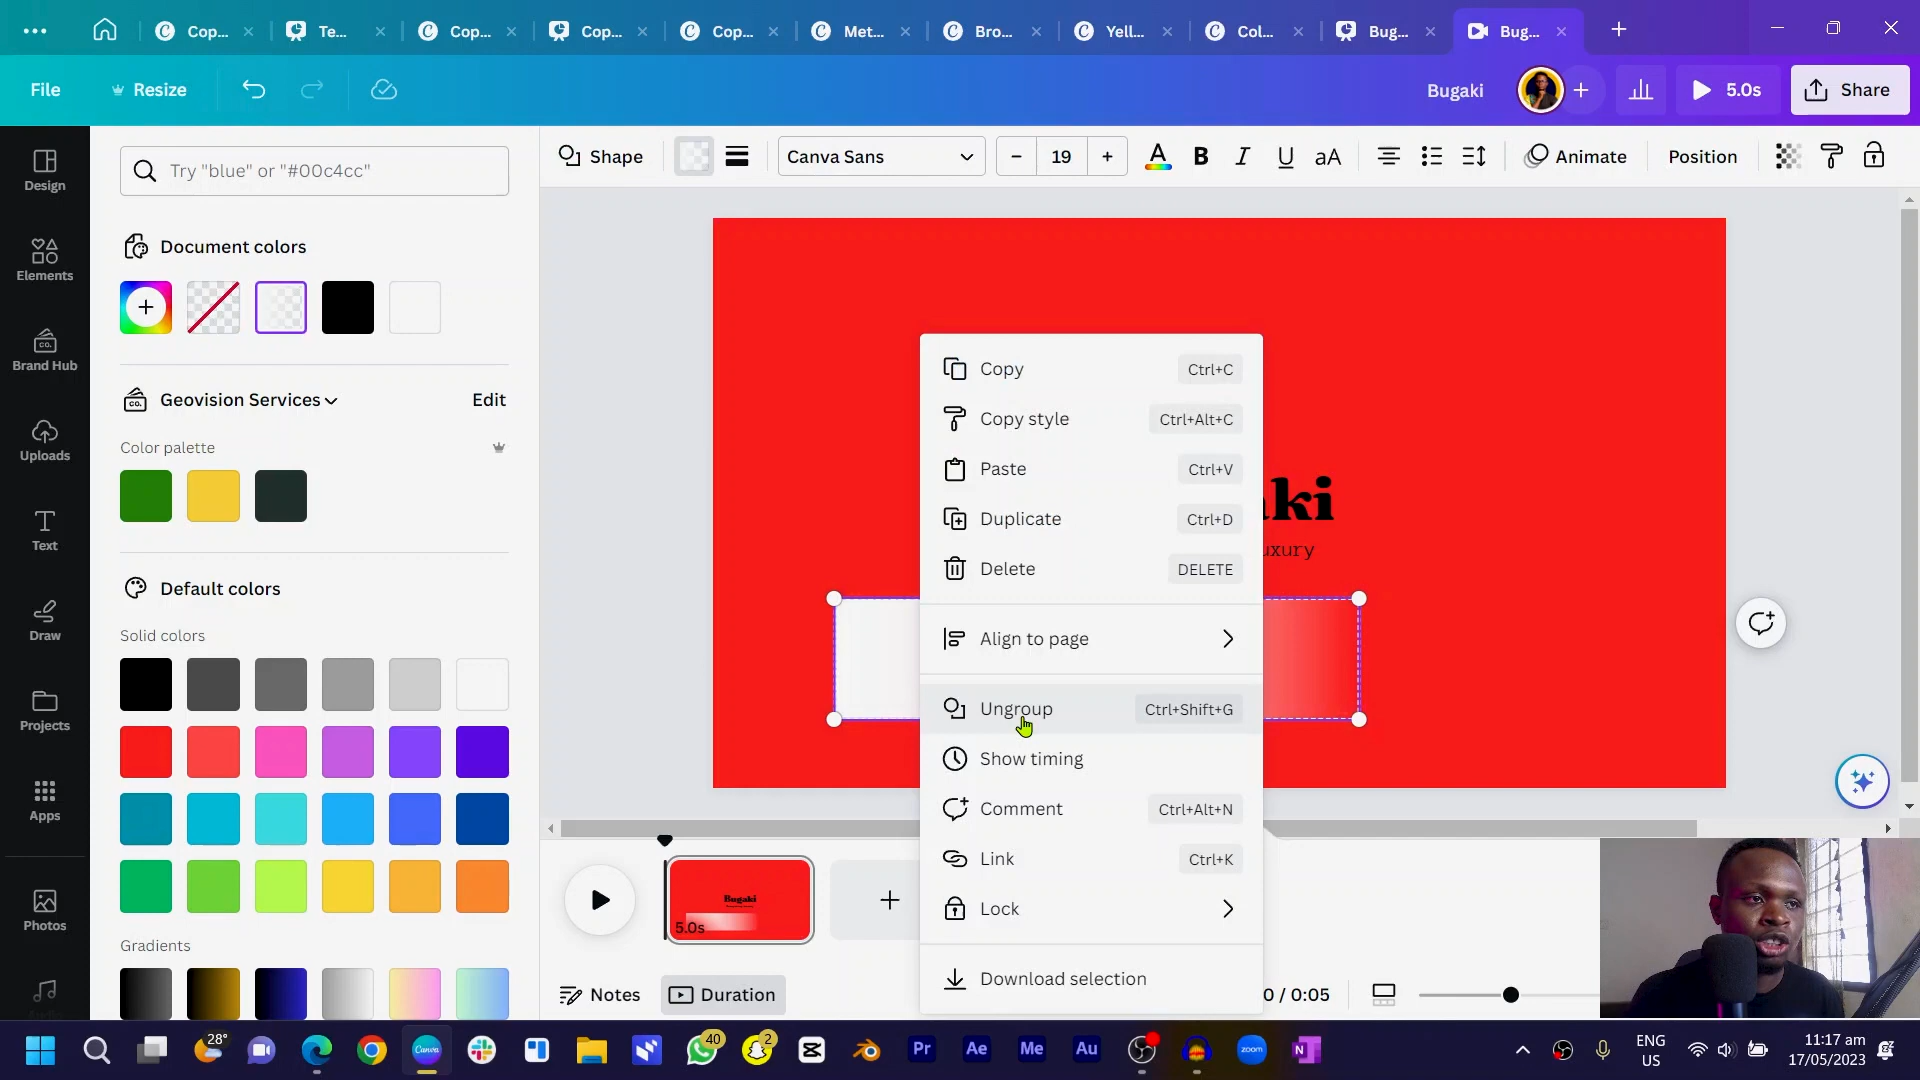 Cop...
Te...
Cop...
Cop...
Cop...
Met...
Bro...
Yell...
Col...
Bug...
Bug...
File
Resize
Bugaki
5.0s
Share
Design
Elements
Brand Hub
Uploads
Text
Draw
Projects
Apps
Photos
Audio
Try "blue" or "#00c4cc"
Document colors
Geovision Services
Edit
Color palette
Default colors
Solid colors
Gradients
Shape
Canva Sans
19
B
I
U
aA
Animate
Position
Copy
Ctrl+C
Copy style
Ctrl+Alt+C
Paste
Ctrl+V
Duplicate
Ctrl+D
Delete
DELETE
Align to page
Ungroup
Ctrl+Shift+G
Show timing
Comment
Ctrl+Alt+N
Link
Ctrl+K
Lock
Download selection
aki
uxury
Bugaki
5.0s
Notes
Duration
0 / 0:05
28°
Canva
40
2
Pr
Ae
Me
Au
zoom
N
ENG
US
11:17 am
17/05/2023